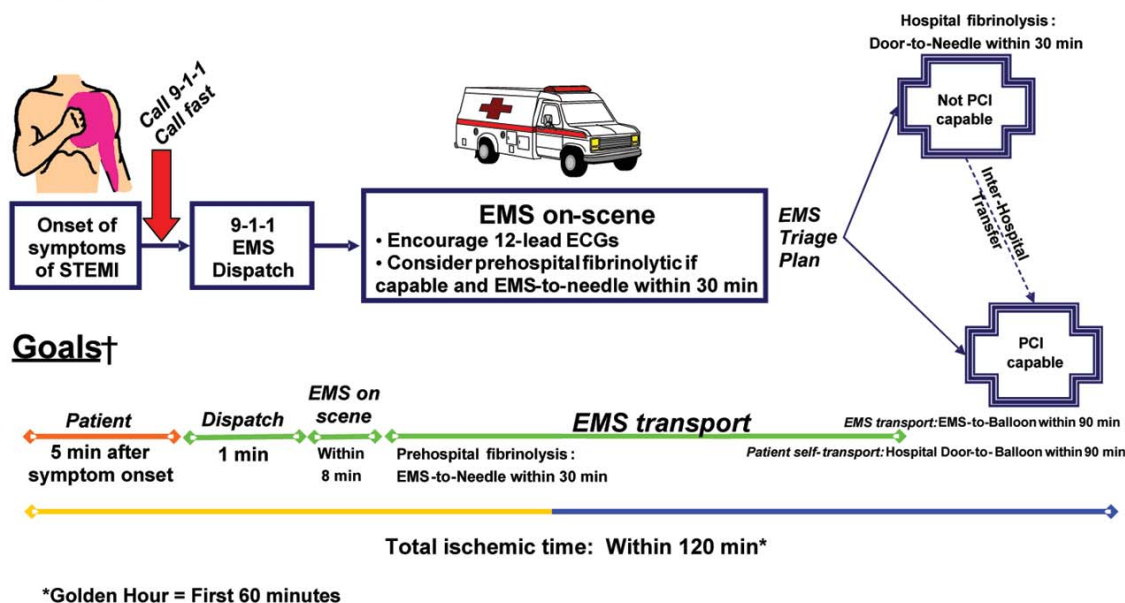 Hospital fibrinolysis :
Door-to-Needle within 30 min
Call 9-1-1
Call fast
Not PCI
capable
Onset of
symptoms
of STEMI
9-1-1
EMS
Dispatch
EMS on-scene
• Encourage 12-lead ECGs
• Consider prehospital fibrinolytic if
capable and EMS-to-needle within 30 min
EMS
Triage
Plan
Inter-Hospital
Transfer
PCI
capable
Goals†
Patient
5 min after
symptom onset
Dispatch
1 min
EMS on
scene
Within
8 min
EMS transport
Prehospital fibrinolysis :
EMS-to-Needle within 30 min
EMS transport: EMS-to-Balloon within 90 min
Patient self-transport: Hospital Door-to-Balloon within 90 min
Total ischemic time: Within 120 min*
*Golden Hour = First 60 minutes